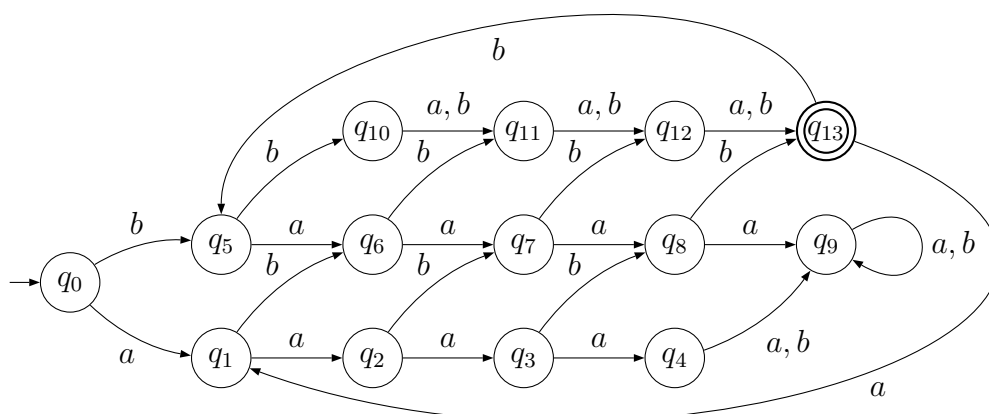 b
q10 a, b q11 a, b q12 a, b q13
b b b b
b q5 a q6 a q7 a q8 a q9 a, b
q0 b b b
a q1 a q2 a q3 a q4 a, b
a